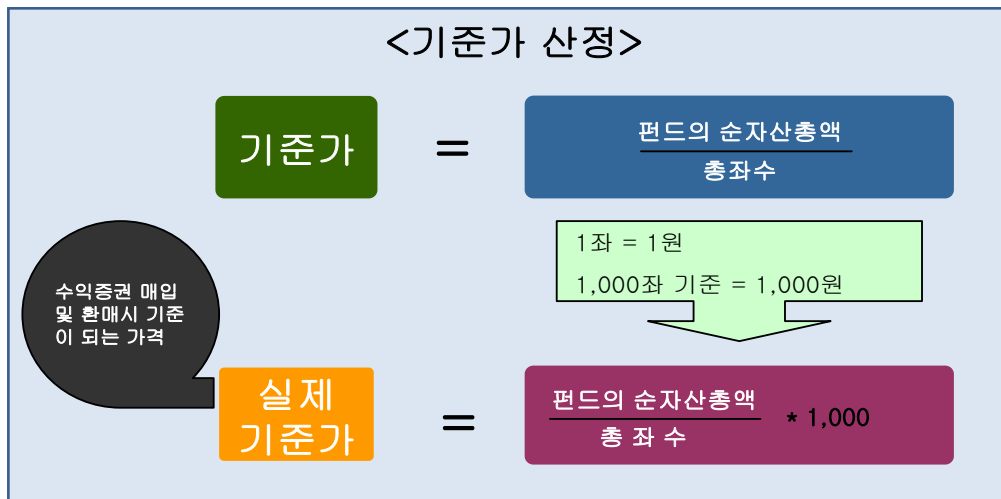 <기준가 산정>
기준가
=
펀드의 순자산총액
총좌수
1좌 = 1원
1,000좌 기준 = 1,000원
수익증권 매입
및 환매시 기준
이 되는 가격
실제
기준가
=
펀드의 순자산총액
총 좌 수
* 1,000